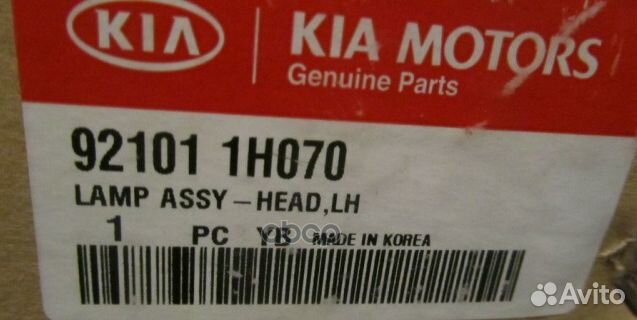 KIA
KIA MOTORS
Genuine Parts
92101 1H070
LAMP ASSY-HEAD,LH
1 PC YB MADE IN KOREA
Avito